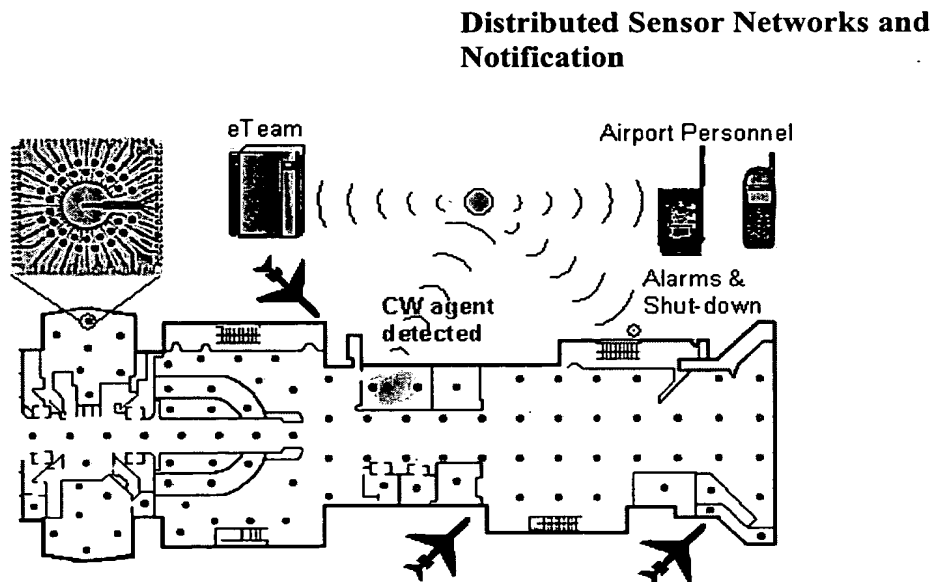 Distributed Sensor Networks and
Notification
eTeam
Airport Personnel
Alarms &
Shut-down
CW agent
detected